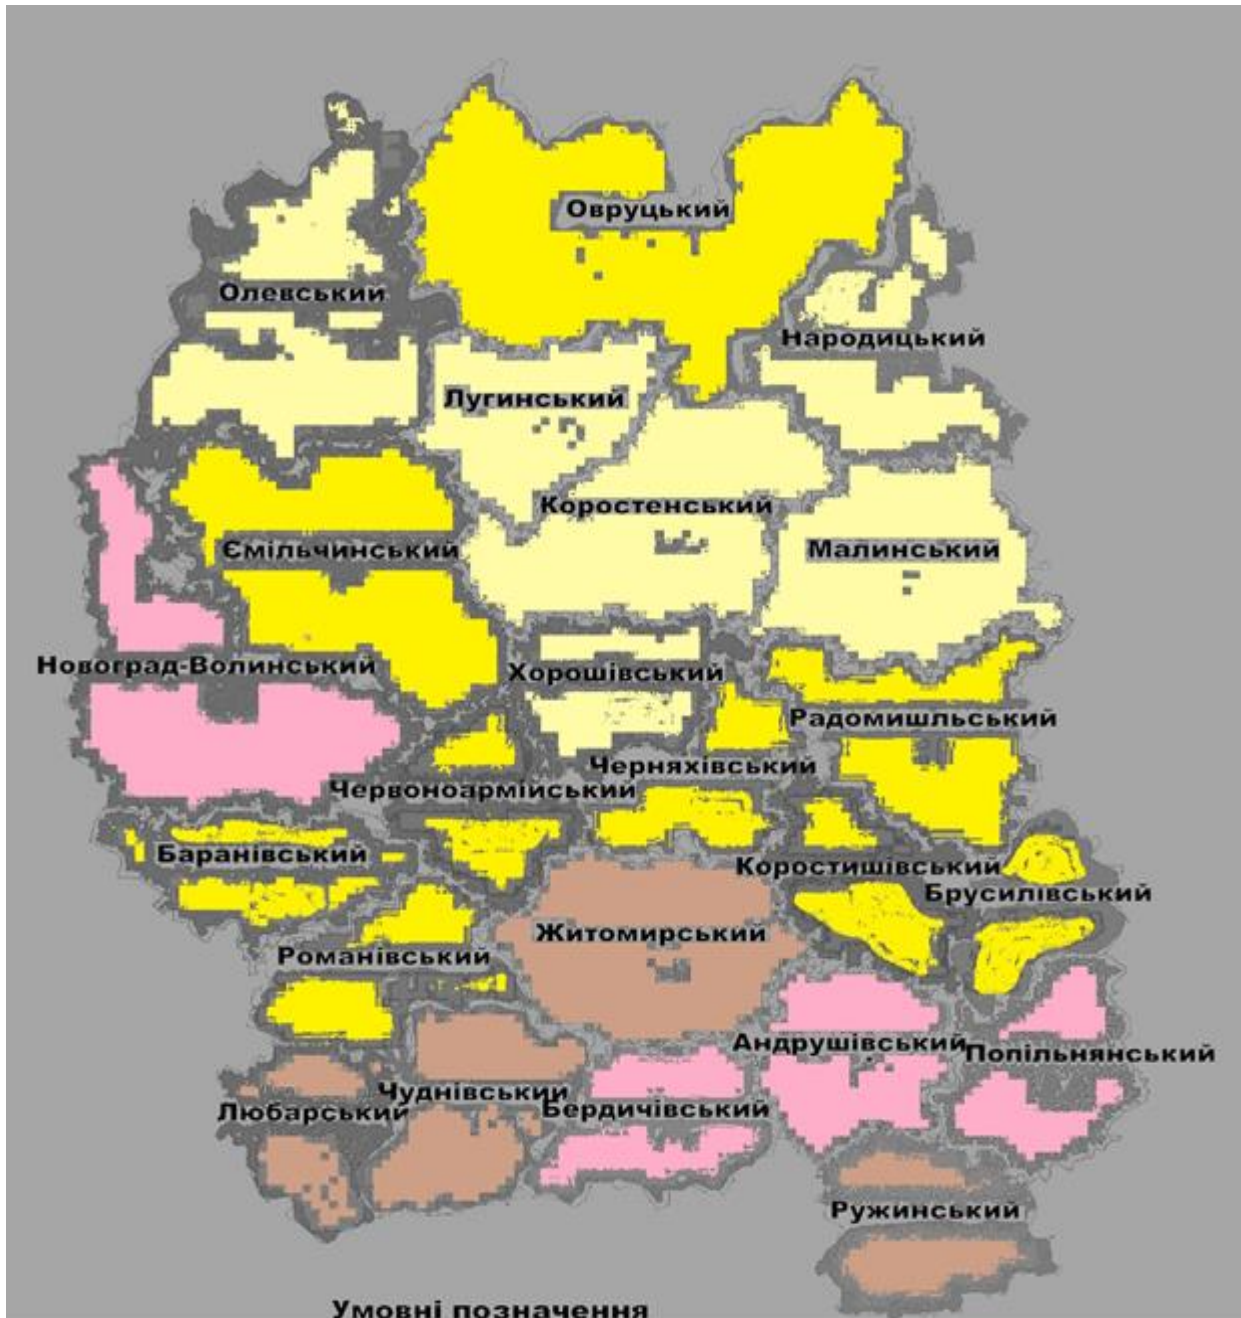 Овруцький
Олевський
Народицький
Лугинський
Коростенський
Ємільчинський
Малинський
Новоград-Волинський
Хорошівський
Радомишльський
Черняхівський
Червоноармійський
Баранівський
Коростишівський
Брусилівський
Житомирський
Романівський
Андрушівський
Попільнянський
Чуднівський
Любарський
Бердичівський
Ружинський
Умовні позначення